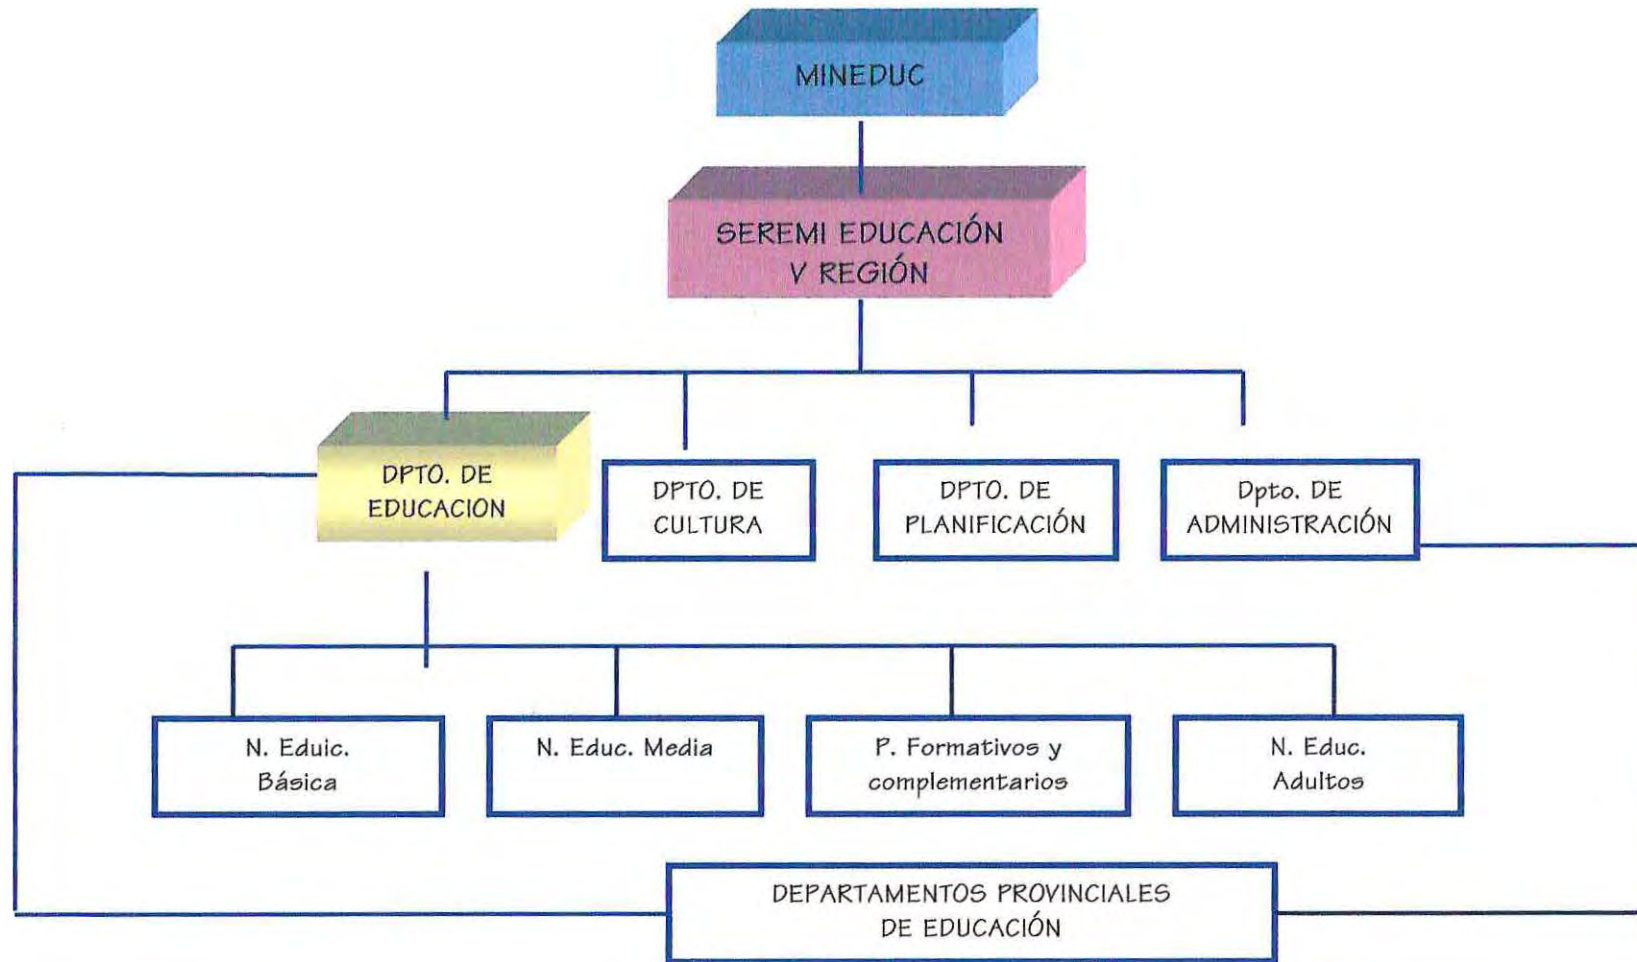 MINEDUC
SEREMI EDUCACIÓN
V REGIÓN
DPTO. DE
EDUCACION
DPTO. DE
CULTURA
DPTO. DE
PLANIFICACIÓN
Dpto. DE
ADMINISTRACIÓN
N. Eduic.
Básica
N. Educ. Media
P. Formativos y
complementarios
N. Educ.
Adultos
DEPARTAMENTOS PROVINCIALES
DE EDUCACIÓN